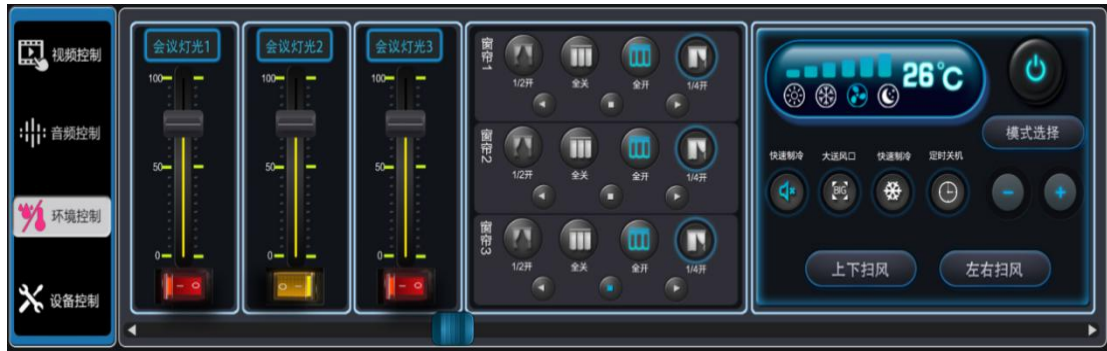 视频控制
音频控制
环境控制
设备控制
会议灯光1
100
50
0
会议灯光2
100
50
0
会议灯光3
100
50
0
窗帘1
1/2开
全关
全开
1/4开
窗帘2
1/2开
全关
全开
1/4开
窗帘3
1/2开
全关
全开
1/4开
26°C
模式选择
快速制冷
大送风口
快速制冷
定时关机
BIG
上下扫风
左右扫风